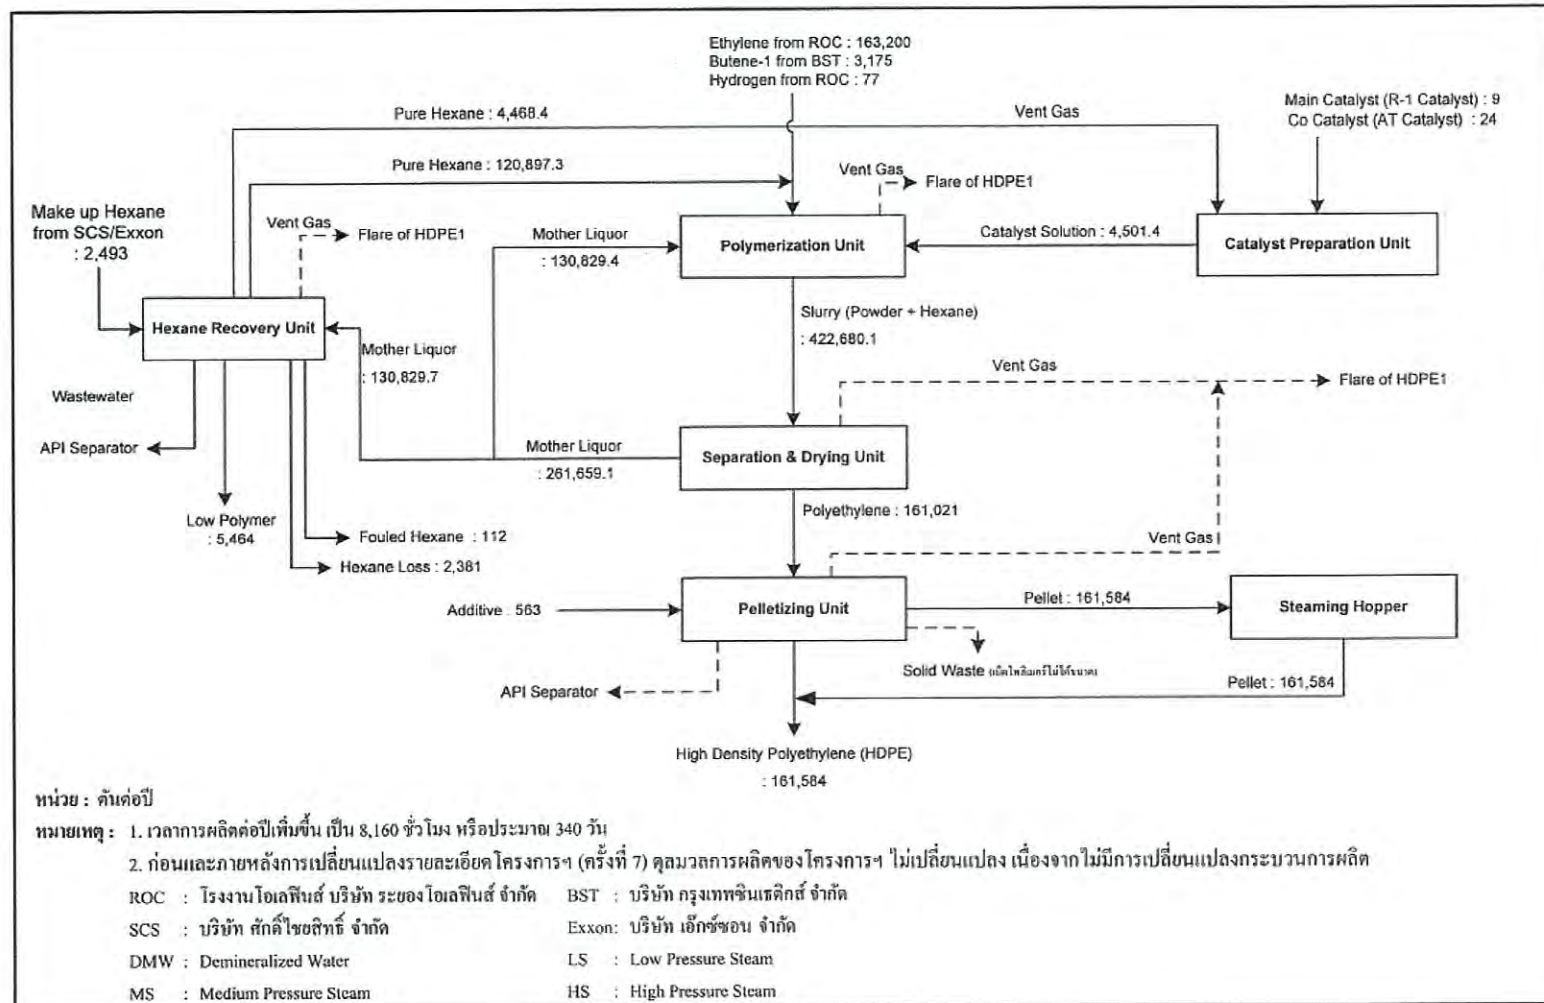 Ethylene from ROC : 163,200
Butene-1 from BST : 3,175
Hydrogen from ROC : 77
Main Catalyst (R-1 Catalyst) : 9
Co Catalyst (AT Catalyst) : 24
Pure Hexane : 4,468.4
Vent Gas
Pure Hexane : 120,897.3
Vent Gas
Flare of HDPE1
Make up Hexane
from SCS/Exxon
: 2,493
Vent Gas
Flare of HDPE1
Mother Liquor
: 130,829.4
Polymerization Unit
Catalyst Solution : 4,501.4
Catalyst Preparation Unit
Hexane Recovery Unit
Slurry (Powder + Hexane)
: 422,680.1
Mother Liquor
: 130,829.7
Vent Gas
Flare of HDPE1
Wastewater
API Separator
Mother Liquor
: 261,659.1
Separation & Drying Unit
Low Polymer
: 5,464
Polyethylene : 161,021
Fouled Hexane : 112
Hexane Loss : 2,381
Vent Gas
Additive : 563
Pelletizing Unit
Pellet : 161,584
Steaming Hopper
Solid Waste (เม็ดโพลิเมอร์ไม่ได้ขนาด)
API Separator
Pellet : 161,584
High Density Polyethylene (HDPE)
: 161,584
หน่วย : ตันต่อปี
หมายเหตุ : 1. เวลาการผลิตต่อปีเพิ่มขึ้น เป็น 8,160 ชั่วโมง หรือประมาณ 340 วัน
2. ก่อนและภายหลังการเปลี่ยนแปลงรายละเอียดโครงการฯ (ครั้งที่ 7) ดุลมวลการผลิตของโครงการฯ ไม่เปลี่ยนแปลง เนื่องจากไม่มีการเปลี่ยนแปลงกระบวนการผลิต
ROC : โรงงานโอเลฟินส์ บริษัท ระยองโอเลฟินส์ จำกัด BST : บริษัท กรุงเทพซินเธติกส์ จำกัด
SCS : บริษัท ศักดิ์ไชยสิทธิ์ จำกัด Exxon: บริษัท เอ็กซ์ซอน จำกัด
DMW : Demineralized Water LS : Low Pressure Steam
MS : Medium Pressure Steam HS : High Pressure Steam